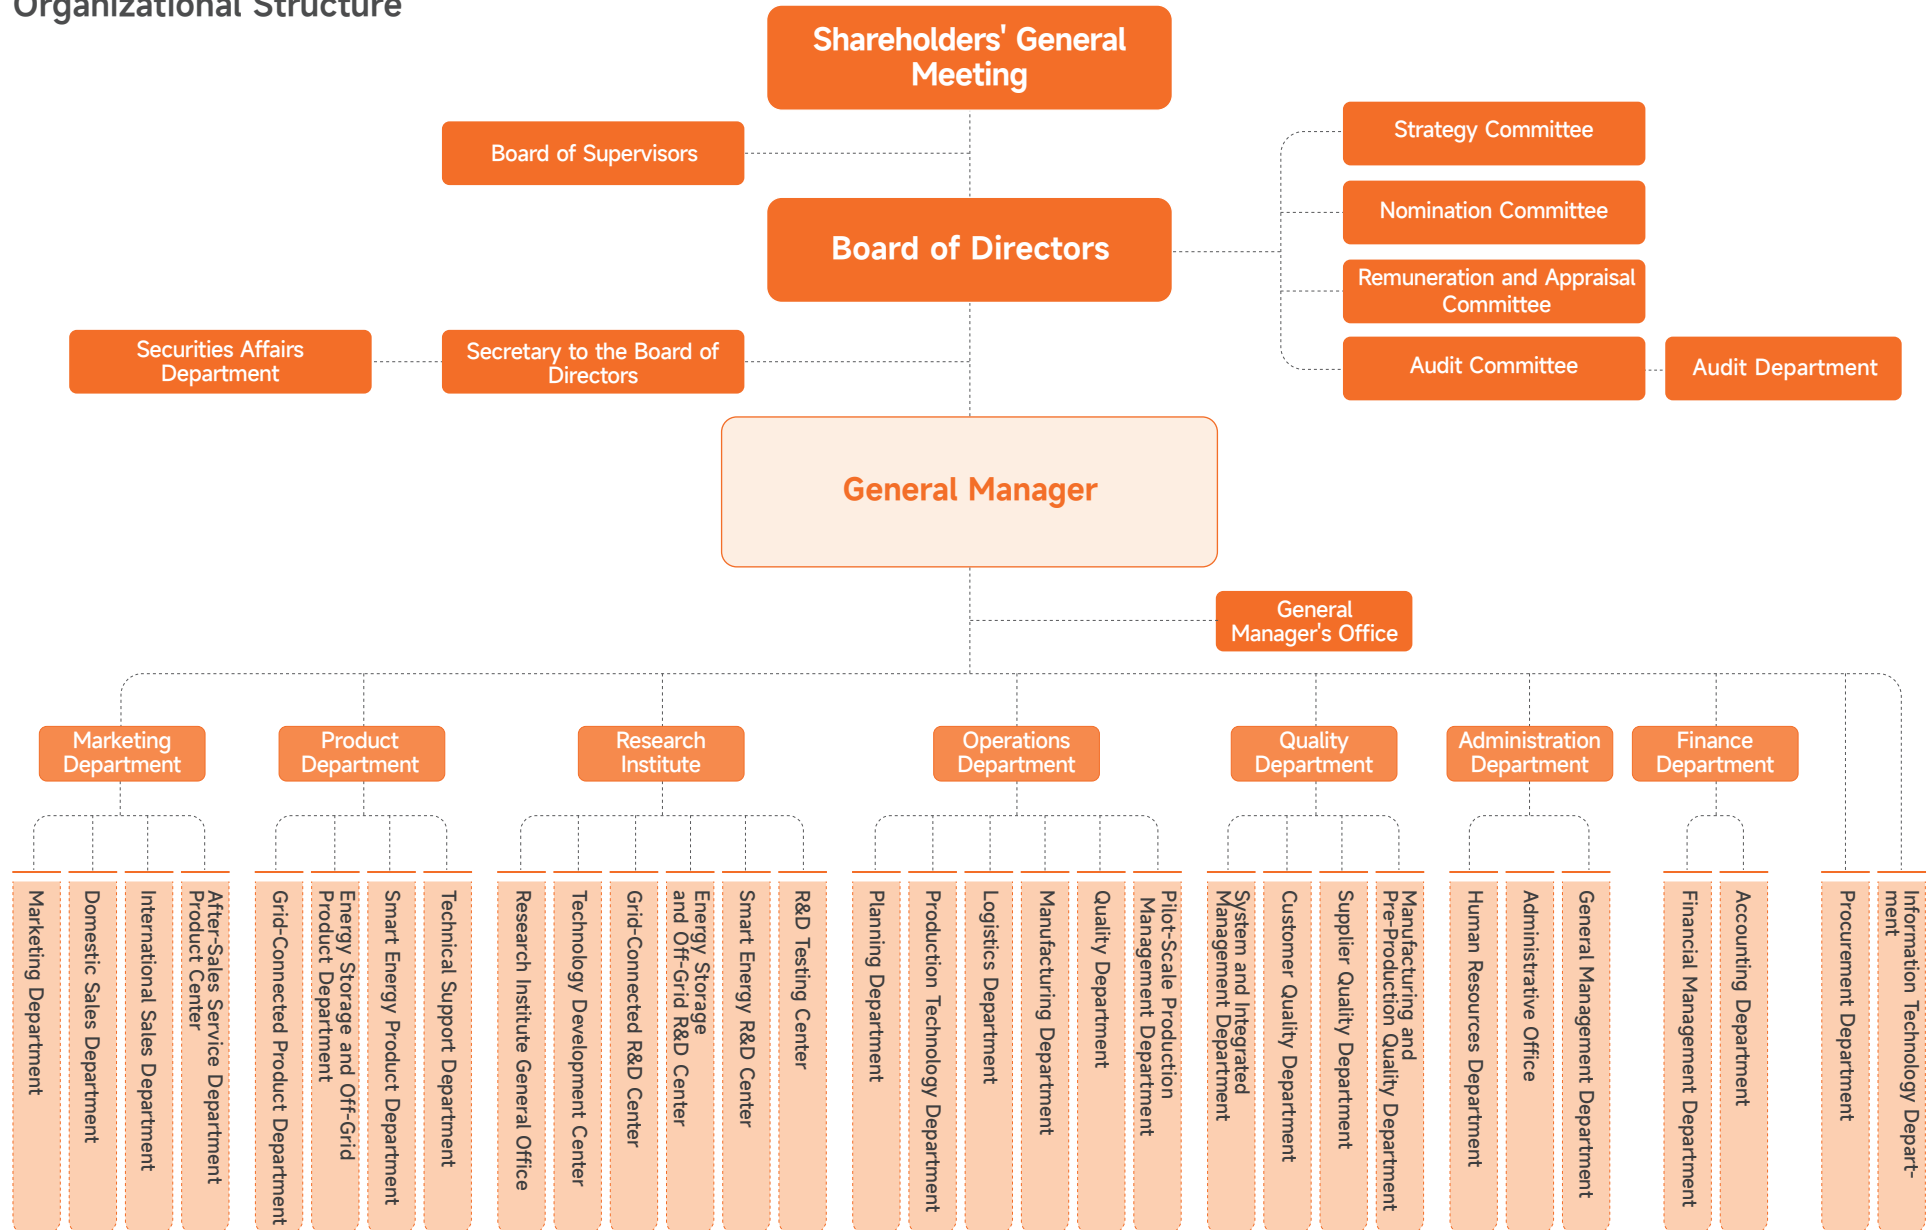 Organizational Structure
Shareholders' General
Meeting
Board of Supervisors
Strategy Committee
Nomination Committee
Board of Directors
Remuneration and Appraisal
Committee
Securities Affairs
Department
Secretary to the Board of
Directors
Audit Committee
Audit Department
General Manager
General
Manager's Office
Marketing
Department
Product
Department
Research
Institute
Operations
Department
Quality
Department
Administration
Department
Finance
Department
Marketing Department
Domestic Sales Department
International Sales Department
After-Sales Service Department
Product Center
Grid-Connected Product Department
Energy Storage and Off-Grid
Product Department
Smart Energy Product Department
Technical Support Department
Research Institute General Office
Technology Development Center
Grid-Connected R&D Center
Energy Storage
and Off-Grid R&D Center
Smart Energy R&D Center
R&D Testing Center
Planning Department
Production Technology Department
Logistics Department
Manufacturing Department
Quality Department
Pilot-Scale Production
Management Department
System and Integrated
Management Department
Customer Quality Department
Supplier Quality Department
Manufacturing and
Pre-Production Quality Department
Human Resources Department
Administrative Office
General Management Department
Financial Management Department
Accounting Department
Procurement Department
Information Technology Depart-
ment